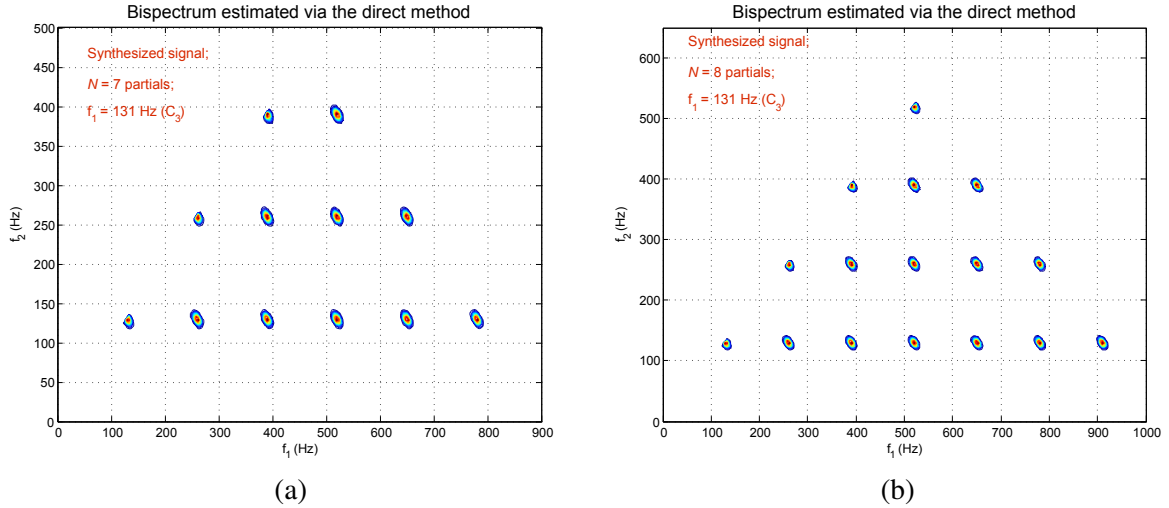 Bispectrum estimated via the direct method
500
450
400
350
300
250
200
150
100
50
0
f2 (Hz)
Synthesized signal;
N = 7 partials;
f1 = 131 Hz (C3)
0 100 200 300 400 500 600 700 800 900
f1 (Hz)
(a)
Bispectrum estimated via the direct method
600
500
400
300
200
100
0
f2 (Hz)
Synthesized signal;
N = 8 partials;
f1 = 131 Hz (C3)
0 100 200 300 400 500 600 700 800 900 1000
f1 (Hz)
(b)